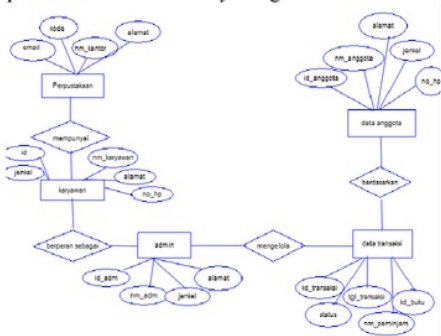 kode
alamat
email
nm_kantor
Perpustakaan
mempunyai
id
nm_karyawan
jenkel
alamat
karyawan
no_hp
berperan sebagai
admin
mengelola
id_adm
alamat
nm_adm
jenkel
alamat
nm_anggota
jenkel
id_anggota
no_hp
data anggota
berdasarkan
data transaksi
kd_transaksi
tgl_transaksi
kd_buku
status
nm_peminjam